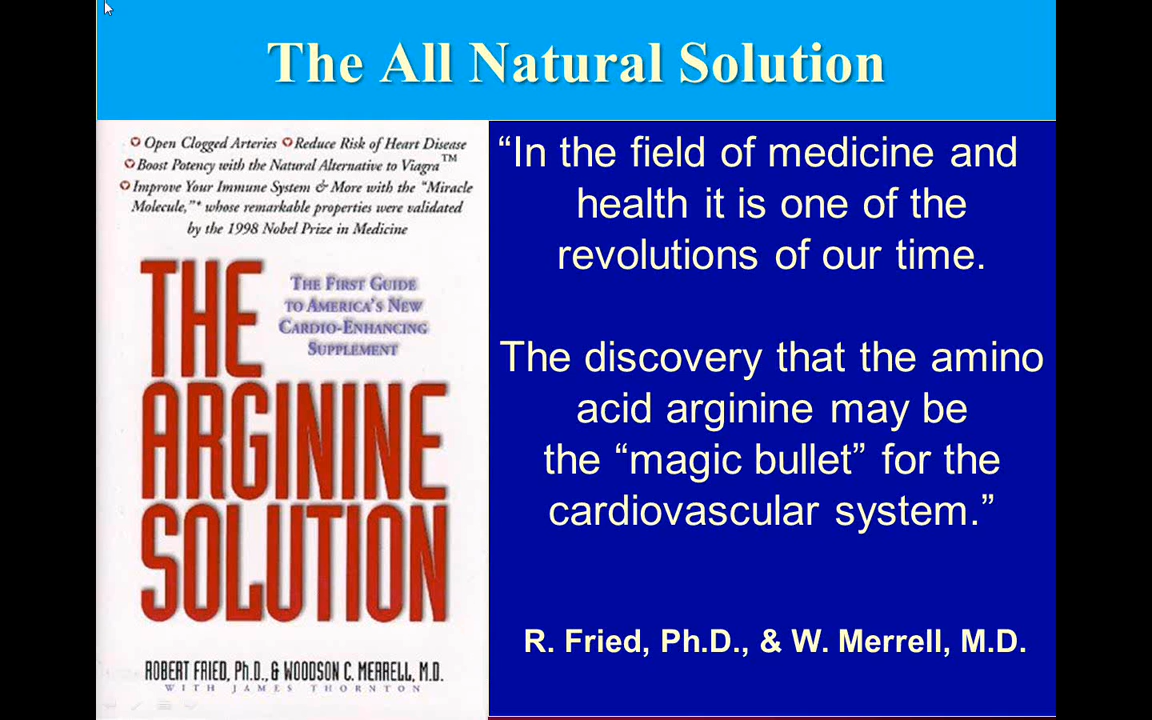 The All Natural Solution
Open Clogged Arteries Reduce Risk of Heart Disease
Boost Potency with the Natural Alternative to Viagra™
Improve Your Immune System & More with the “Miracle
Molecule,”* whose remarkable properties were validated
by the 1998 Nobel Prize in Medicine
THE
ARGININE
SOLUTION
THE FIRST GUIDE
TO AMERICA'S NEW
CARDIO-ENHANCING
SUPPLEMENT
ROBERT FRIED, Ph.D., & WOODSON C. MERRELL, M.D.
WITH JAMES THORNTON
“In the field of medicine and
health it is one of the
revolutions of our time.
The discovery that the amino
acid arginine may be
the “magic bullet” for the
cardiovascular system.”
R. Fried, Ph.D., & W. Merrell, M.D.